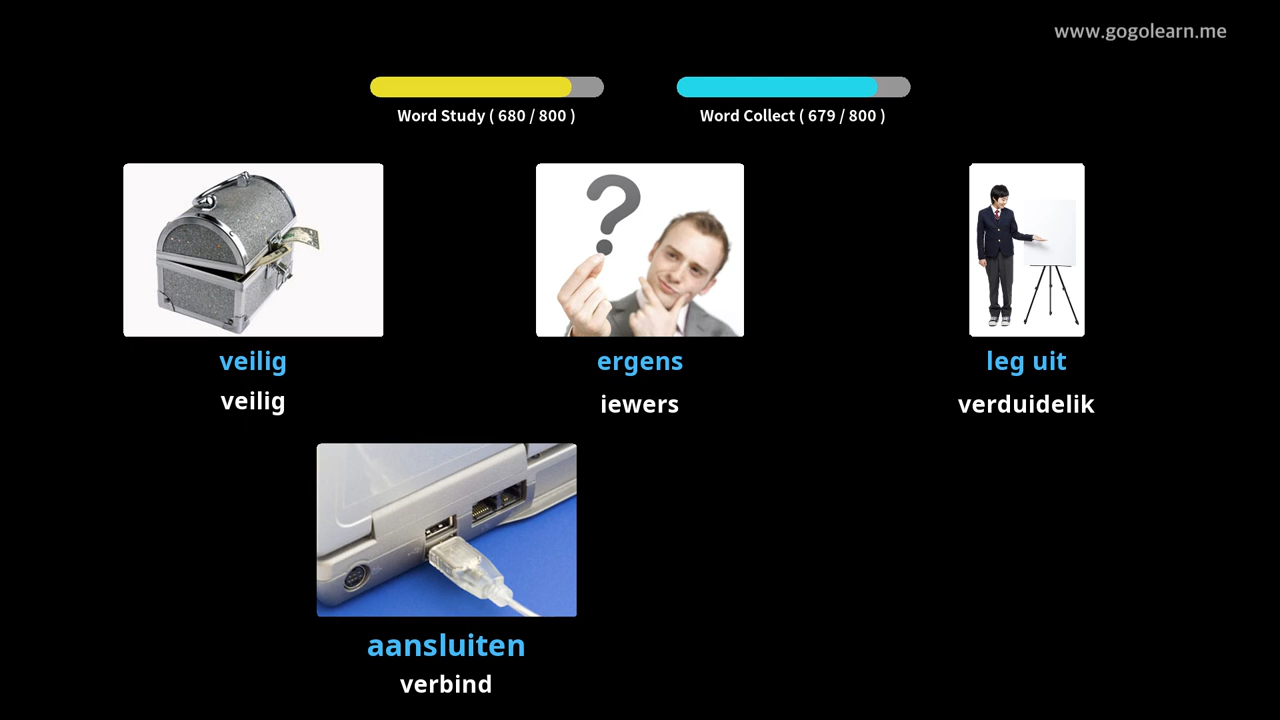 www.gogolearn.me
Word Study ( 680 / 800 )
Word Collect ( 679 / 800 )
veilig
veilig
ergens
iewers
leg uit
verduidelik
aansluiten
verbind